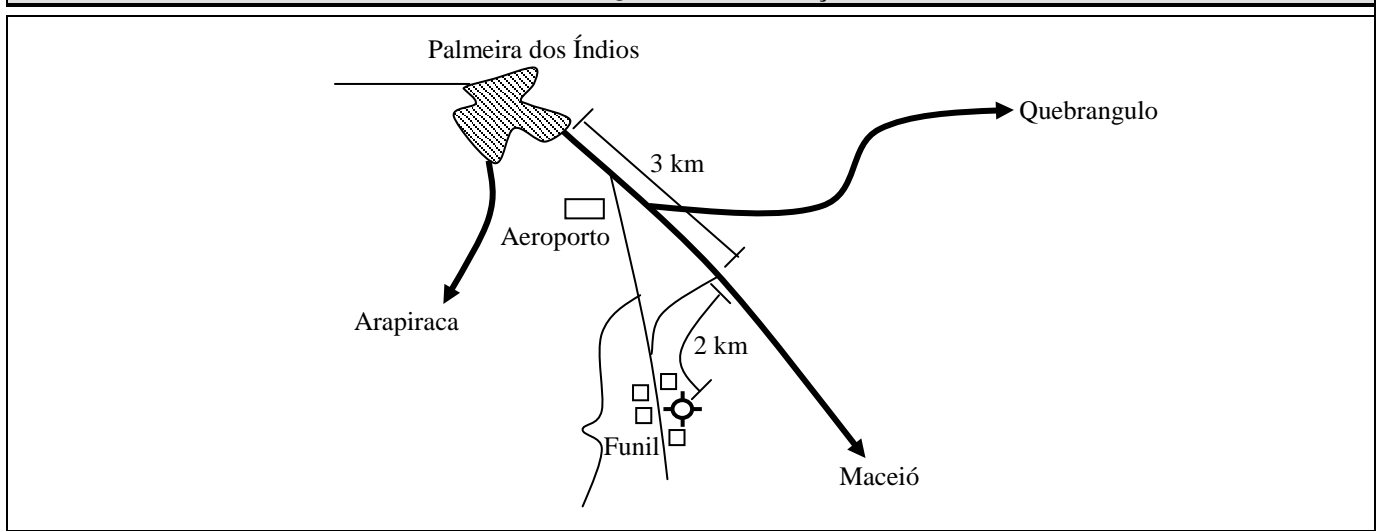 Palmeira dos Índios
Quebrangulo
3 km
Aeroporto
Arapiraca
2 km
Funil
Maceió